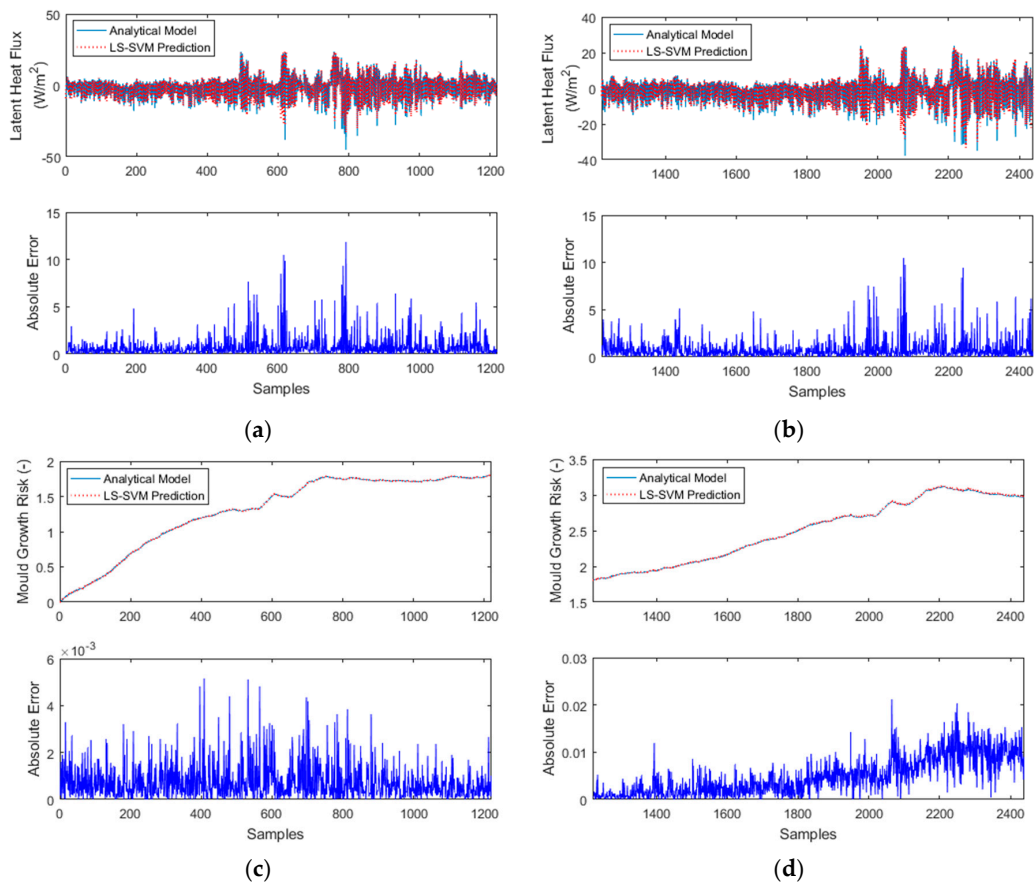 Analytical Model
LS-SVM Prediction
Latent Heat Flux
(W/m²)
50
0
-50
0 200 400 600 800 1000 1200
Absolute Error
15
10
5
0
0 200 400 600 800 1000 1200
Samples
(a)
Analytical Model
LS-SVM Prediction
Latent Heat Flux
(W/m²)
40
20
0
-20
-40
1400 1600 1800 2000 2200 2400
Absolute Error
15
10
5
0
1400 1600 1800 2000 2200 2400
Samples
(b)
Analytical Model
LS-SVM Prediction
Mould Growth Risk (-)
2
1.5
1
0.5
0
0 200 400 600 800 1000 1200
×10⁻³
Absolute Error
6
4
2
0
0 200 400 600 800 1000 1200
Samples
(c)
Analytical Model
LS-SVM Prediction
Mould Growth Risk (-)
3.5
3
2.5
2
1.5
1400 1600 1800 2000 2200 2400
Absolute Error
0.03
0.02
0.01
0.00
1400 1600 1800 2000 2200 2400
Samples
(d)